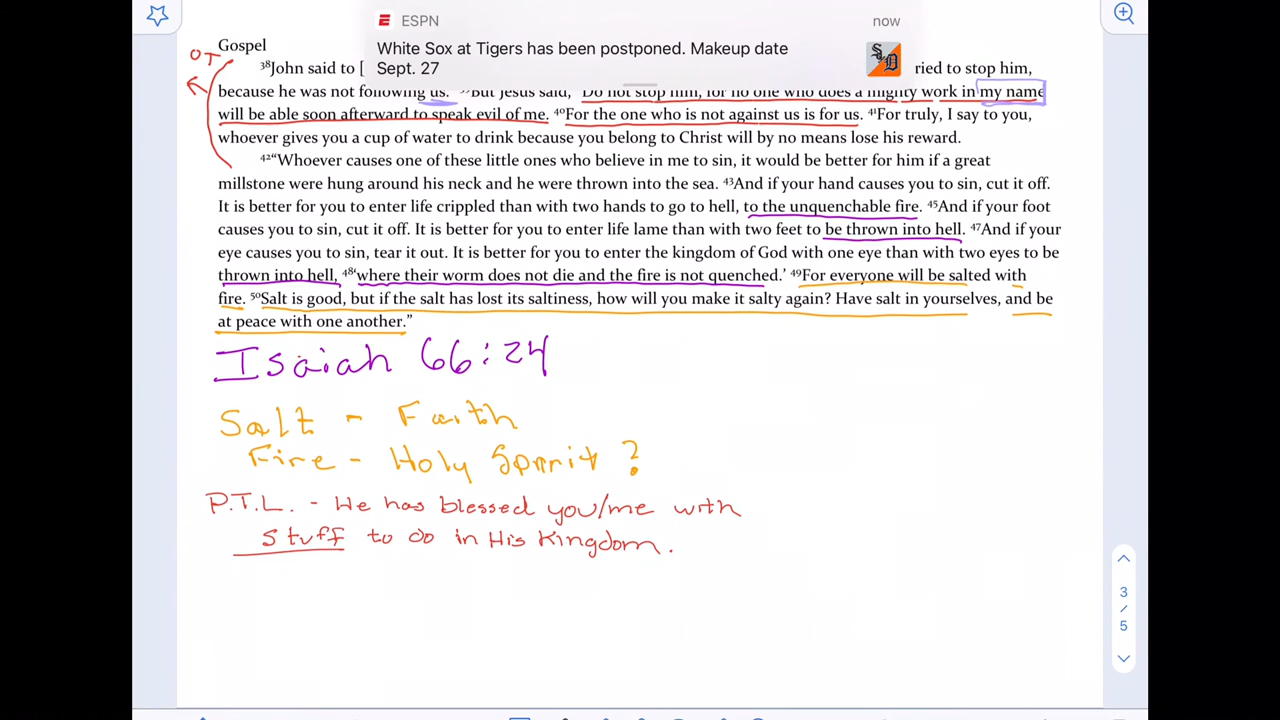 ESPN
now
White Sox at Tigers has been postponed. Makeup date
Sept. 27
Gospel
OT
³⁸John said to [ ried to stop him,
because he was not following us.” ³⁹But Jesus said, “Do not stop him, for no one who does a mighty work in my name
will be able soon afterward to speak evil of me. ⁴⁰For the one who is not against us is for us. ⁴¹For truly, I say to you,
whoever gives you a cup of water to drink because you belong to Christ will by no means lose his reward.
⁴²“Whoever causes one of these little ones who believe in me to sin, it would be better for him if a great
millstone were hung around his neck and he were thrown into the sea. ⁴³And if your hand causes you to sin, cut it off.
It is better for you to enter life crippled than with two hands to go to hell, to the unquenchable fire. ⁴⁵And if your foot
causes you to sin, cut it off. It is better for you to enter life lame than with two feet to be thrown into hell. ⁴⁷And if your
eye causes you to sin, tear it out. It is better for you to enter the kingdom of God with one eye than with two eyes to be
thrown into hell, ⁴⁸‘where their worm does not die and the fire is not quenched.’ ⁴⁹For everyone will be salted with
fire. ⁵⁰Salt is good, but if the salt has lost its saltiness, how will you make it salty again? Have salt in yourselves, and be
at peace with one another.”
Isaiah 66:24
Salt - Faith
Fire - Holy Spirit ?
P.T.L. - He has blessed you/me with
stuff to do in His Kingdom.
3
/
5